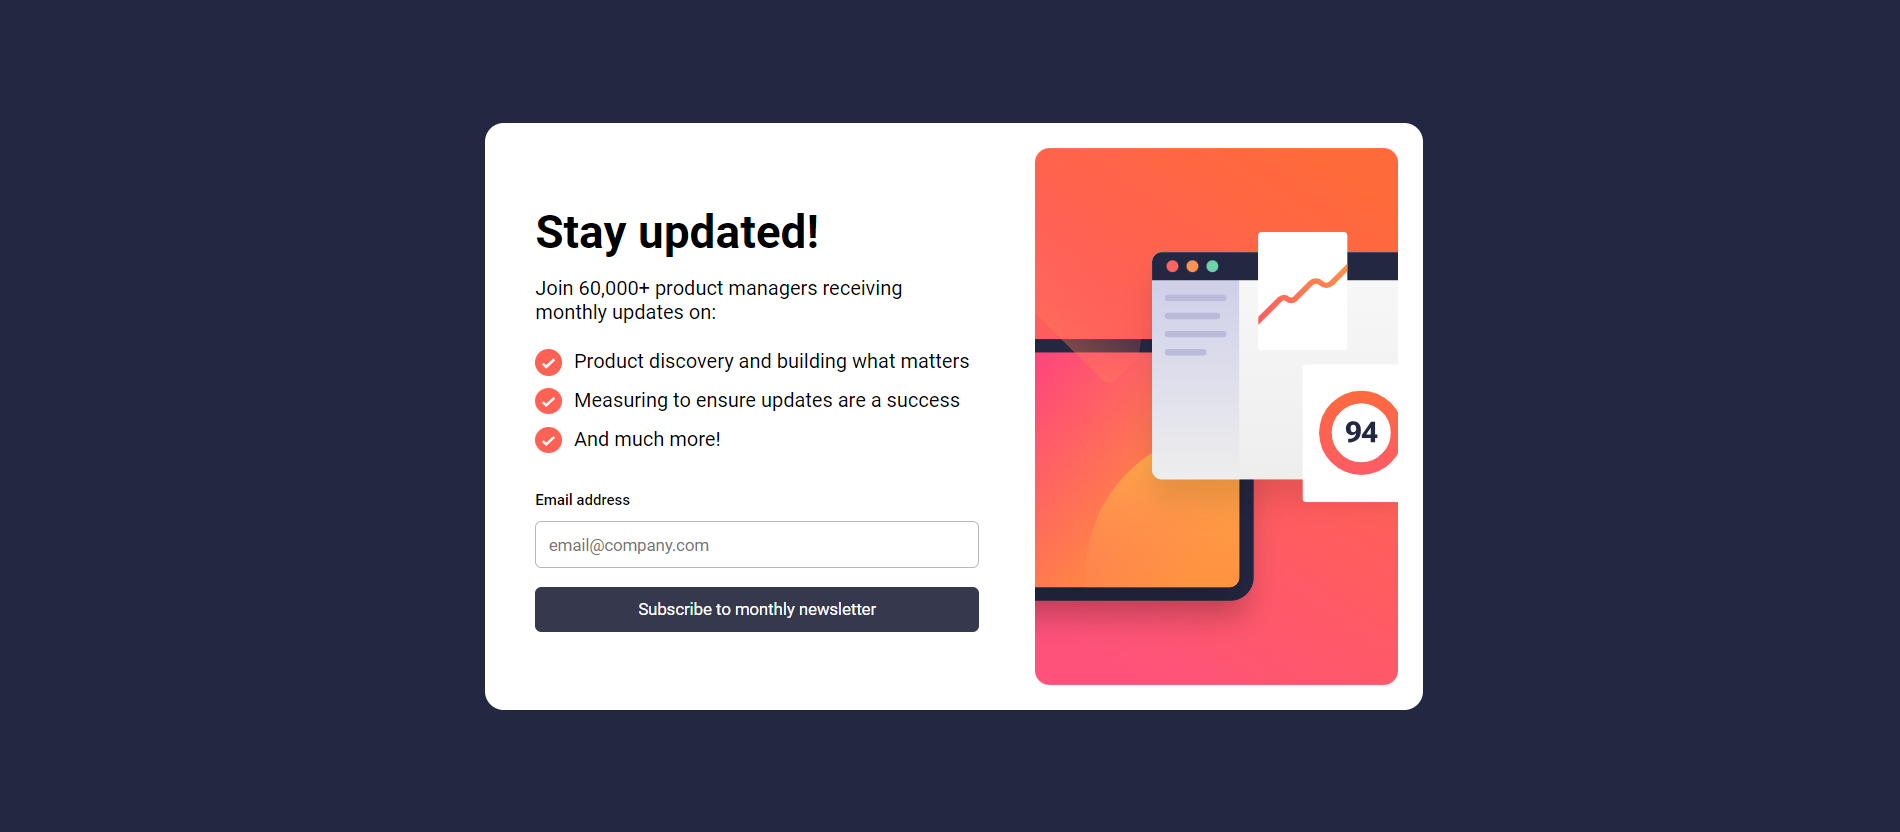 Stay updated!
Join 60,000+ product managers receiving
monthly updates on:
Product discovery and building what matters
Measuring to ensure updates are a success
And much more!
Email address
email@company.com
Subscribe to monthly newsletter
94